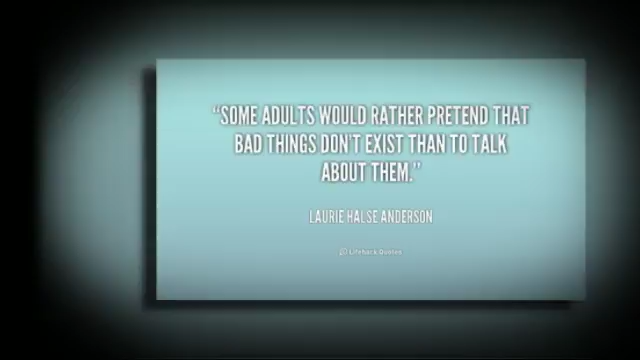 “SOME ADULTS WOULD RATHER PRETEND THAT
BAD THINGS DON'T EXIST THAN TO TALK
ABOUT THEM.”
LAURIE HALSE ANDERSON
Lifehack Quotes